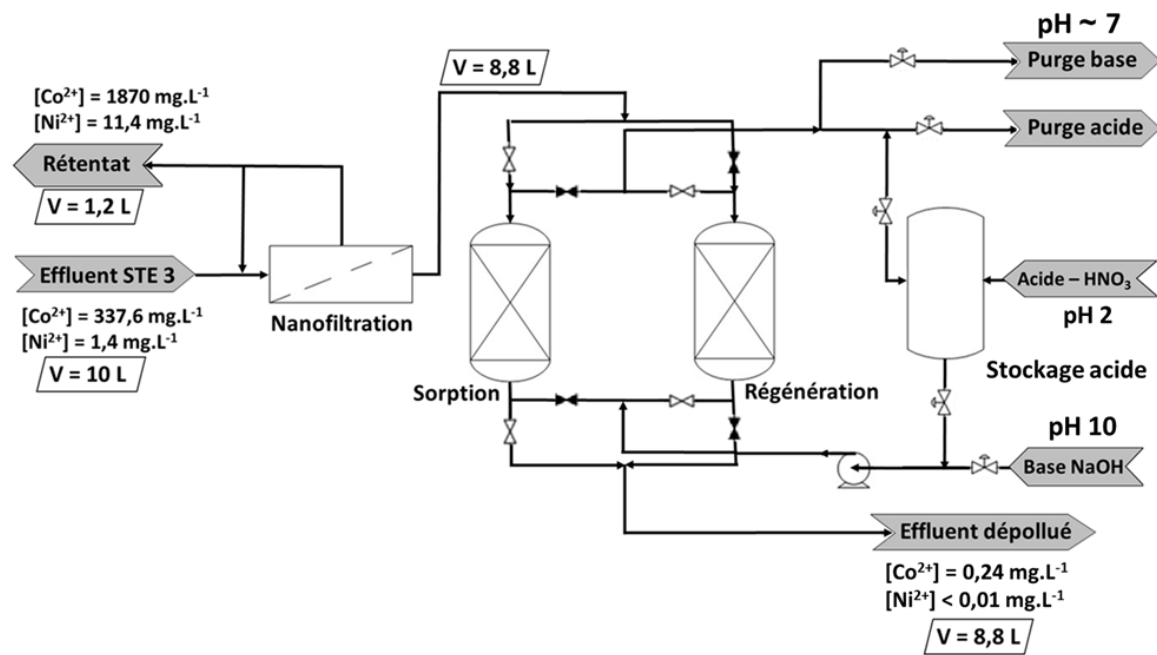 pH ~ 7
Purge base
V = 8,8 L
[Co²⁺] = 1870 mg.L⁻¹
[Ni²⁺] = 11,4 mg.L⁻¹
Purge acide
Rétentat
V = 1,2 L
Effluent STE 3
Acide – HNO₃
pH 2
[Co²⁺] = 337,6 mg.L⁻¹
[Ni²⁺] = 1,4 mg.L⁻¹
V = 10 L
Nanofiltration
Sorption
Régénération
Stockage acide
pH 10
Base NaOH
Effluent dépollué
[Co²⁺] = 0,24 mg.L⁻¹
[Ni²⁺] < 0,01 mg.L⁻¹
V = 8,8 L